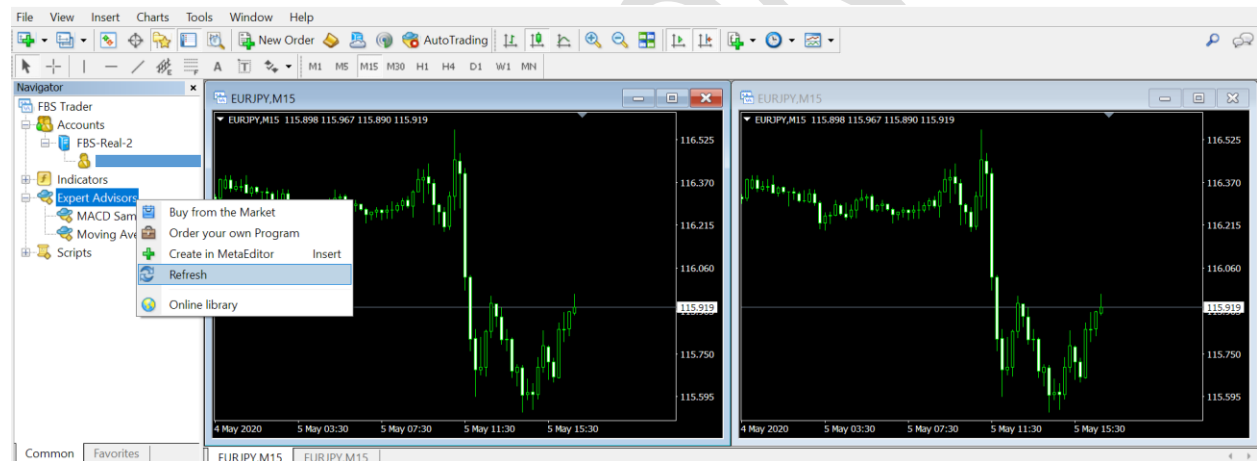 File View Insert Charts Tools Window Help
New Order AutoTrading
A T M1 M5 M15 M30 H1 H4 D1 W1 MN
Navigator
FBS Trader
Accounts
FBS-Real-2
Indicators
Expert Advisors
MACD Sam
Moving Ave
Scripts
Buy from the Market
Order your own Program
Create in MetaEditor Insert
Refresh
Online library
Common Favorites
EURJPY,M15
EURJPY,M15 115.898 115.967 115.890 115.919
116.525
116.370
116.215
116.060
115.919
115.750
115.595
4 May 2020 5 May 03:30 5 May 07:30 5 May 11:30 5 May 15:30
EURJPY,M15
EURJPY,M15 115.898 115.967 115.890 115.919
116.525
116.370
116.215
116.060
115.919
115.750
115.595
4 May 2020 5 May 03:30 5 May 07:30 5 May 11:30 5 May 15:30
EURJPY,M15 EURJPY,M15